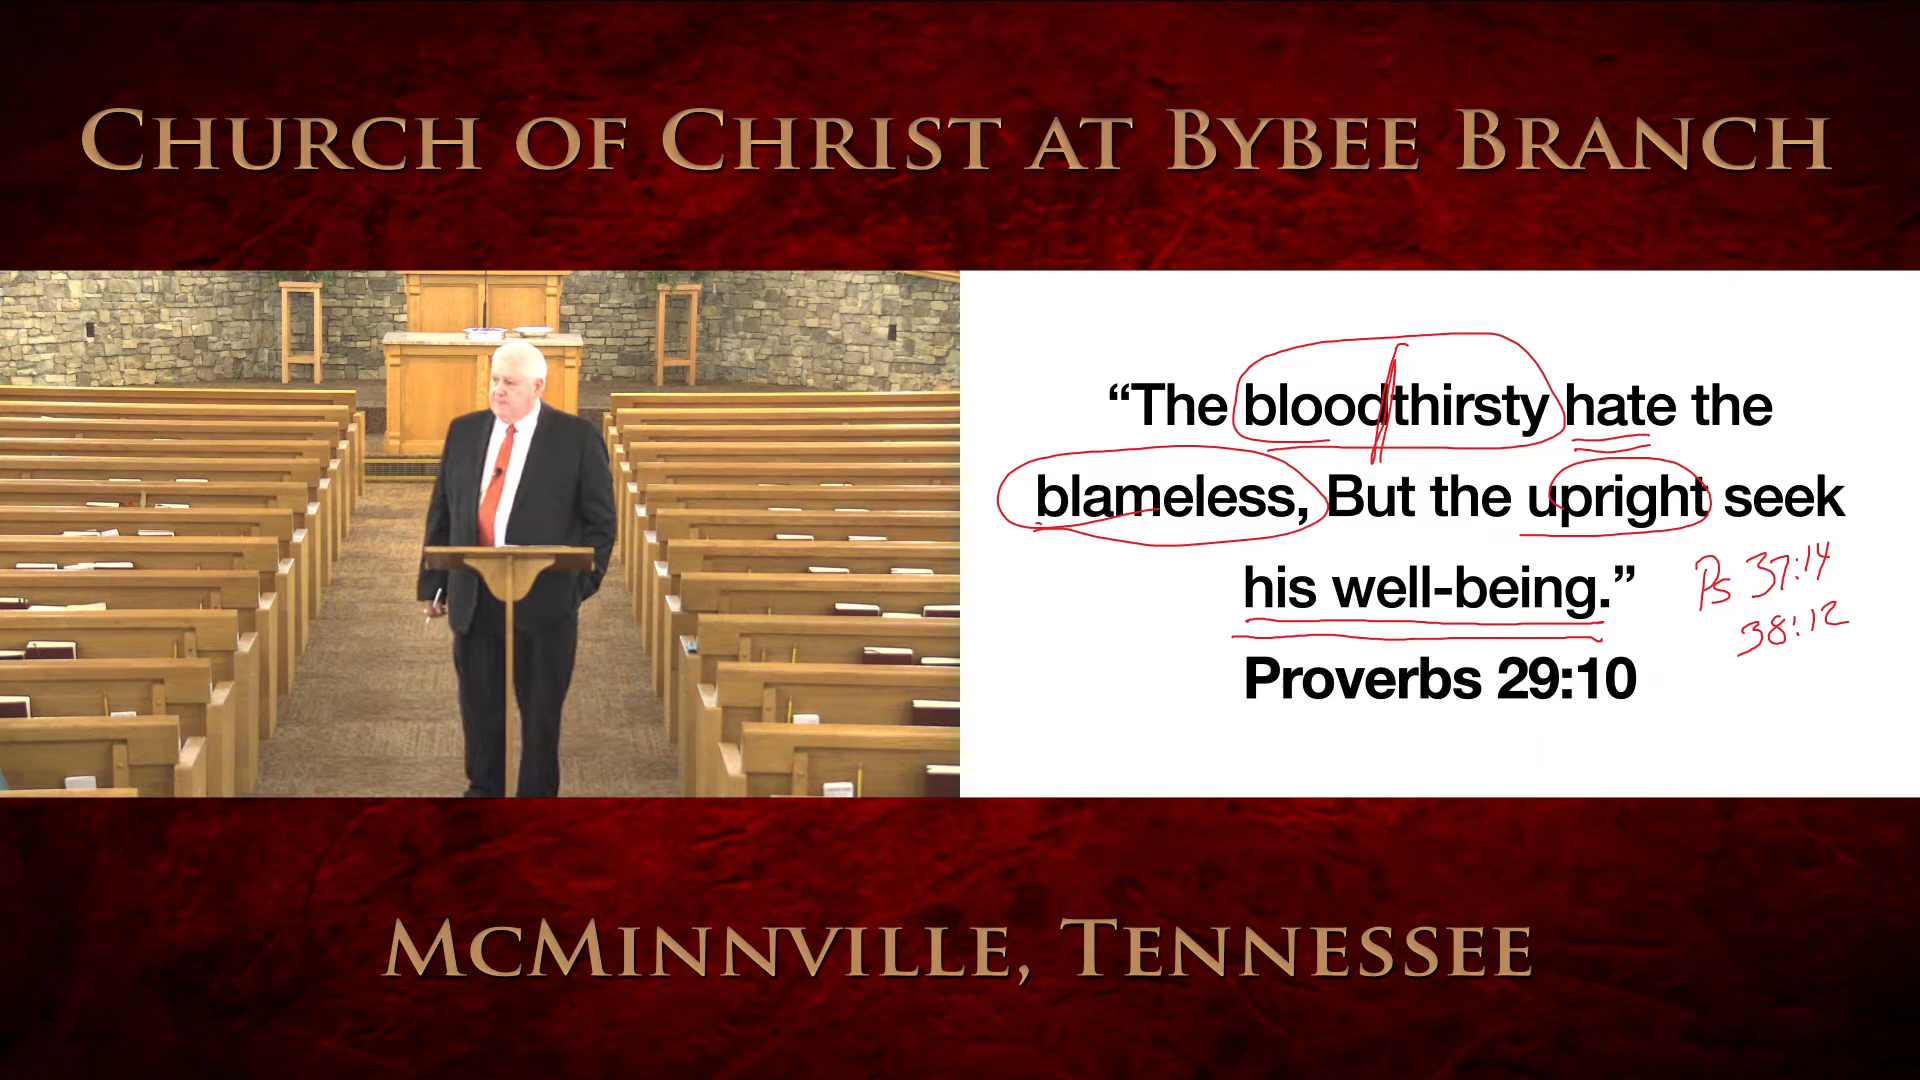 CHURCH OF CHRIST AT BYBEE BRANCH
“The bloodthirsty hate the
blameless, But the upright seek
his well-being.”
Ps 37:14
38:12
Proverbs 29:10
MCMINNVILLE, TENNESSEE